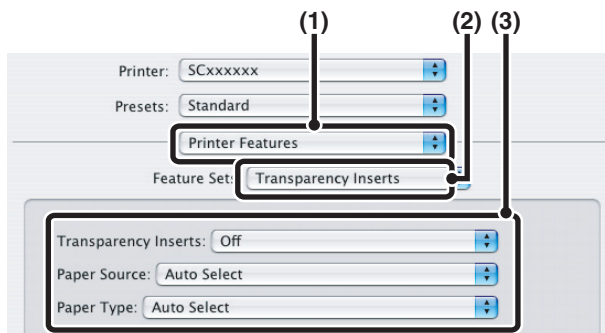 (1) (2) (3)
Printer: SCxxxxxx
Presets: Standard
Printer Features
Feature Set: Transparency Inserts
Transparency Inserts: Off
Paper Source: Auto Select
Paper Type: Auto Select